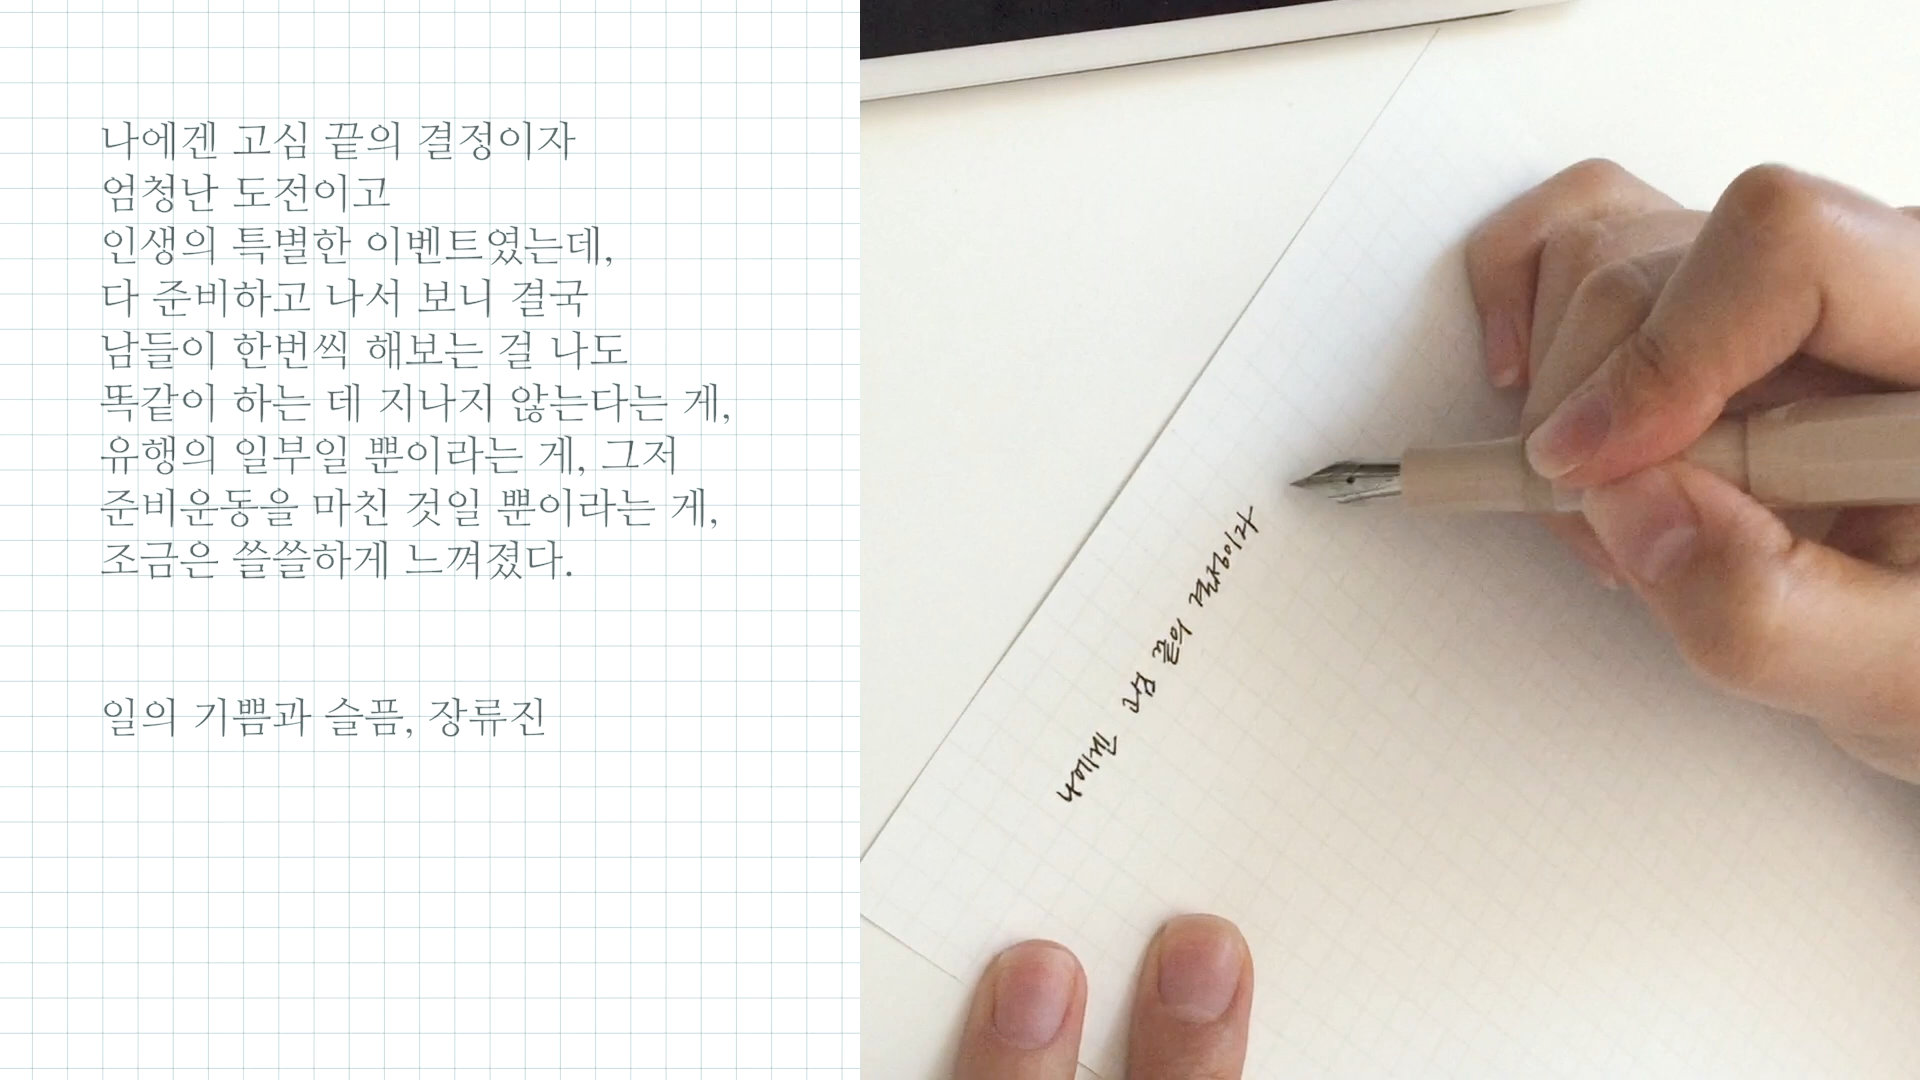 나에겐 고심 끝의 결정이자
엄청난 도전이고
인생의 특별한 이벤트였는데,
다 준비하고 나서 보니 결국
남들이 한번씩 해보는 걸 나도
똑같이 하는 데 지나지 않는다는 게,
유행의 일부일 뿐이라는 게, 그저
준비운동을 마친 것일 뿐이라는 게,
조금은 쓸쓸하게 느껴졌다.
일의 기쁨과 슬픔, 장류진
나에겐 고심 끝의 결정이자